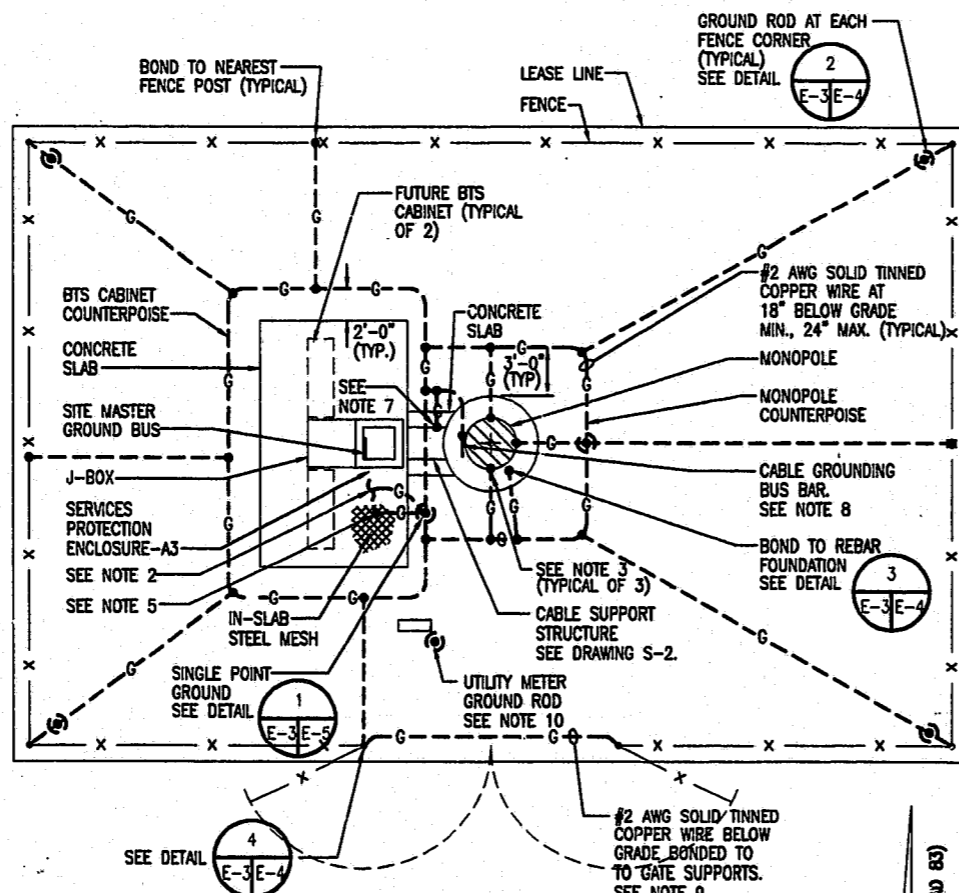 GROUND ROD AT EACH
FENCE CORNER
(TYPICAL)
SEE DETAIL
2
E-3 E-4
BOND TO NEAREST
FENCE POST (TYPICAL)
LEASE LINE
FENCE
FUTURE BTS
CABINET (TYPICAL
OF 2)
#2 AWG SOLID TINNED
COPPER WIRE AT
18" BELOW GRADE
MIN., 24" MAX. (TYPICAL)
BTS CABINET
COUNTERPOISE
CONCRETE
SLAB
2'-0"
(TYP.)
CONCRETE
SLAB
3'-0"
(TYP)
MONOPOLE
MONOPOLE
COUNTERPOISE
SEE
NOTE 7
SITE MASTER
GROUND BUS
J-BOX
CABLE GROUNDING
BUS BAR.
SEE NOTE 8
SERVICES
PROTECTION
ENCLOSURE-A3
SEE NOTE 2
SEE NOTE 5
BOND TO REBAR
FOUNDATION
SEE DETAIL
3
E-3 E-4
SEE NOTE 3
(TYPICAL OF 3)
IN-SLAB
STEEL MESH
CABLE SUPPORT
STRUCTURE
SEE DRAWING S-2.
SINGLE POINT
GROUND
SEE DETAIL
1
E-3 E-5
UTILITY METER
GROUND ROD
SEE NOTE 10
#2 AWG SOLID TINNED
COPPER WIRE BELOW
GRADE BONDED TO
TO GATE SUPPORTS.
SEE NOTE 9
SEE DETAIL
4
E-3 E-4
83)